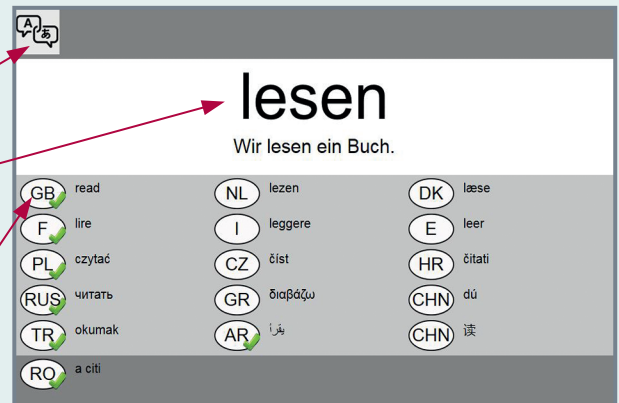 A あ
lesen
Wir lesen ein Buch.
GB read NL lezen DK læse
F lire I leggere E leer
PL czytać CZ číst HR čitati
RUS читать GR διαβάζω CHN dú
TR okumak AR يقرأ CHN 读
RO a citi